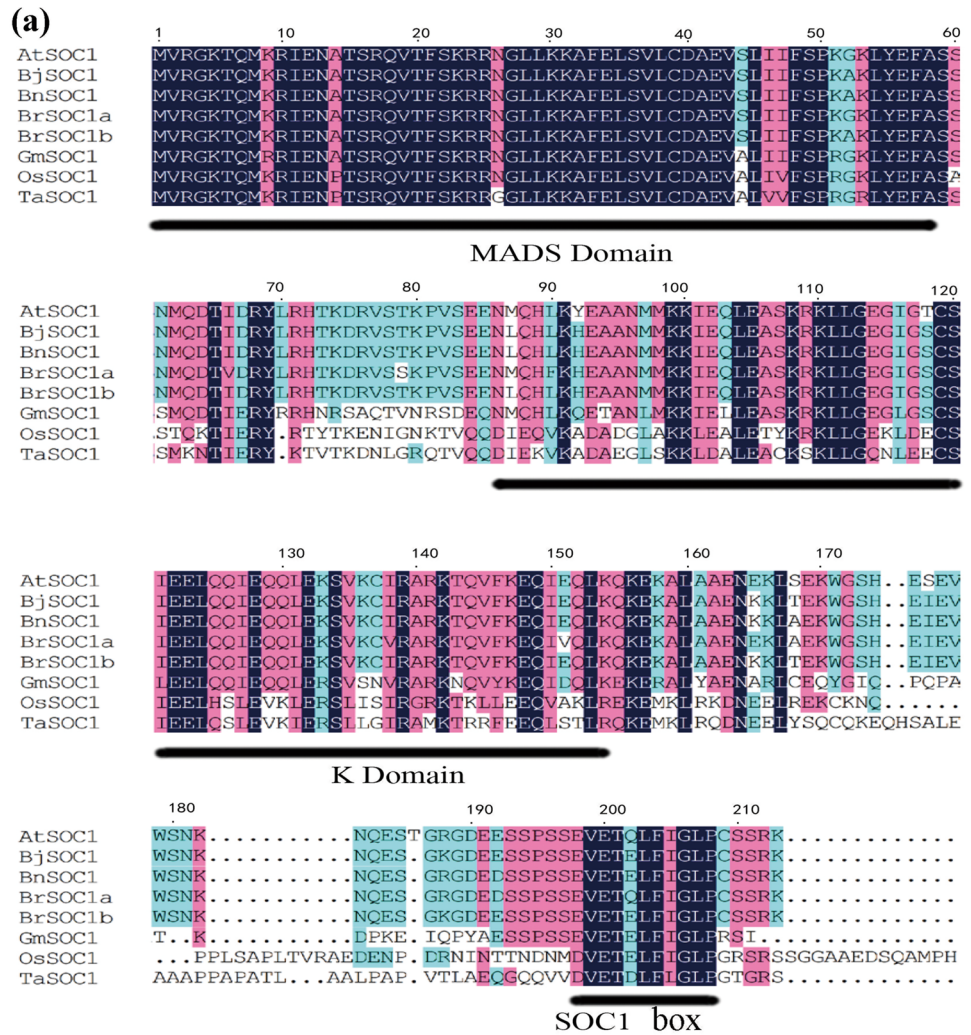 (a)
1 10 20 30 40 50 60
AtSOC1 MVRGKTQMKRIENATSRQVTFSKRRNGLLKKAFELSVLCDAEVSLIIFSPKGKLYEFASS
BjSOC1 MVRGKTQMKRIENATSRQVTFSKRRNGLLKKAFELSVLCDAEVSLIIFSPKAKLYEFASS
BnSOC1 MVRGKTQMKRIENATSRQVTFSKRRNGLLKKAFELSVLCDAEVSLIIFSPKAKLYEFASS
BrSOC1a MVRGKTQMKRIENATSRQVTFSKRRNGLLKKAFELSVLCDAEVSLIIFSPKAKLYEFASS
BrSOC1b MVRGKTQMKRIENATSRQVTFSKRRNGLLKKAFELSVLCDAEVSLIIFSPKAKLYEFASS
GmSOC1 MVRGKTQMRRIENATSRQVTFSKRRNGLLKKAFELSVLCDAEVALIIFSPRGKLYEFASS
OsSOC1 MVRGKTQMKRIENPTSRQVTFSKRRNGLLKKAFELSVLCDAEVALIVFSPRGKLYEFASA
TaSOC1 MVRGKTQMKRIENPTSRQVTFSKRRGGLLKKAFELSVLCDAEVALVVFSPRGRLYEFASS
MADS Domain
70 80 90 100 110 120
AtSOC1 NMQDTIDRYLRHTKDRVSTKPVSEENMQHLKYEAANMMKKIEQLEASKRKLLGEGIGTCS
BjSOC1 NMQDTIDRYLRHTKDRVSTKPVSEENLQHLKHEAANMMKKIEQLEASKRKLLGEGIGSCS
BnSOC1 NMQDTIDRYLRHTKDRVSTKPVSEENLQHLKHEAANMMKKIEQLEASKRKLLGEGIGSCS
BrSOC1a NMQDTVDRYLRHTKDRVSSKPVSEENMQHFKHEAANMMKKIEQLEASKRKLLGEGIGSCS
BrSOC1b NMQDTIDRYLRHTKDRVSTKPVSEENMQHLKHEAANMMKKIEQLEASKRKLLGEGIGSCS
GmSOC1 SMQDTIERYRRHNRSAQTVNRSDEQNMQHLKQETANLMKKIELLEASKRKLLGEGLGSCS
OsSOC1 STQKTIERY.RTYTKENIGNKTVQQDIEQVKADADGLAKKLEALETYKRKLLGEKLDECS
TaSOC1 SMKNTIERY.KTVTKDNLGRQTVQQDIEKVKADAEGLSKKLDALEACKSKLLGQNLEECS
130 140 150 160 170
AtSOC1 IEELQQIEQQLEKSVKCIRARKTQVFKEQIEQLKQKEKALAAENEKLSEKWGSH..ESEV
BjSOC1 IEELQQIEQQLEKSVKCIRARKTQVFKEQIEQLKQKEKALAAENKKLTEKWGSH..EIEV
BnSOC1 IEELQQIEQQLEKSVKCIRARKTQVFKEQIEQLKQKEKALAAENKKLAEKWGSH..EIEV
BrSOC1a IEELQQIEQQLEKSVKCVRARKTQVFKEQIVQLKQKEKALAAENKKLAEKWGSH..EIEV
BrSOC1b IEELQQIEQQLEKSVKCIRARKTQVFKEQIEQLKQKEKALAAENKKLTEKWGSH..EIEV
GmSOC1 IEELQQIEQQLERSVSNVRARKNQVYKEQIDQLKEKERALYAENARLCEQYGIQ..PQPA
OsSOC1 IEELHSLEVKIERSLISIRGRKTKLLEEQVAKLREKEMKLRKDNEELREKCKNQ......
TaSOC1 IEELQSLEVKIERSLLGIRAMKTRRFEEQLSTLRQKEMKLRQDNEELYSQCQKEQHSALE
K Domain
180 190 200 210
AtSOC1 WSNK...........NQESTGRGDEESSPSSEVETQLFIGLPCSSRK.............
BjSOC1 WSNK...........NQES.GKGDEESSPSSEVETELFIGLPCSSRK.............
BnSOC1 WSNK...........NQES.GRGDEDSSPSSEVETELFIGLPCSSRK.............
BrSOC1a WSNK...........NQES.GRGDEDSSPSSEVETQLFIGLPCSSRK.............
BrSOC1b WSNK...........NQES.GKGDEESSPSSEVETELFIGLPCSSRK.............
GmSOC1 T..K...........DPKE.IQPYAESSPSSEVETELFIGLPRSI...............
OsSOC1 ...PPLSAPLTVRAEDENP.DRNINTTNDNMDVETELFIGLPGRSRSSGGAAEDSQAMPH
TaSOC1 AAAPPAPATL...AALPAP.VTLAEQGQQVVDVETDLFIGLPGTGRS.............
SOC1 box